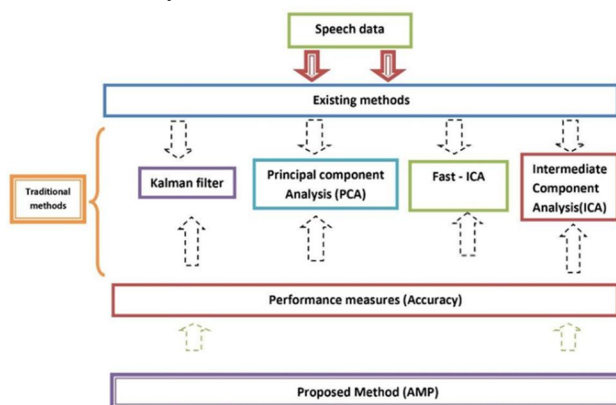 Speech data
Existing methods
Traditional
methods
Kalman filter
Principal component
Analysis (PCA)
Fast - ICA
Intermediate
Component
Analysis(ICA)
Performance measures (Accuracy)
Proposed Method (AMP)